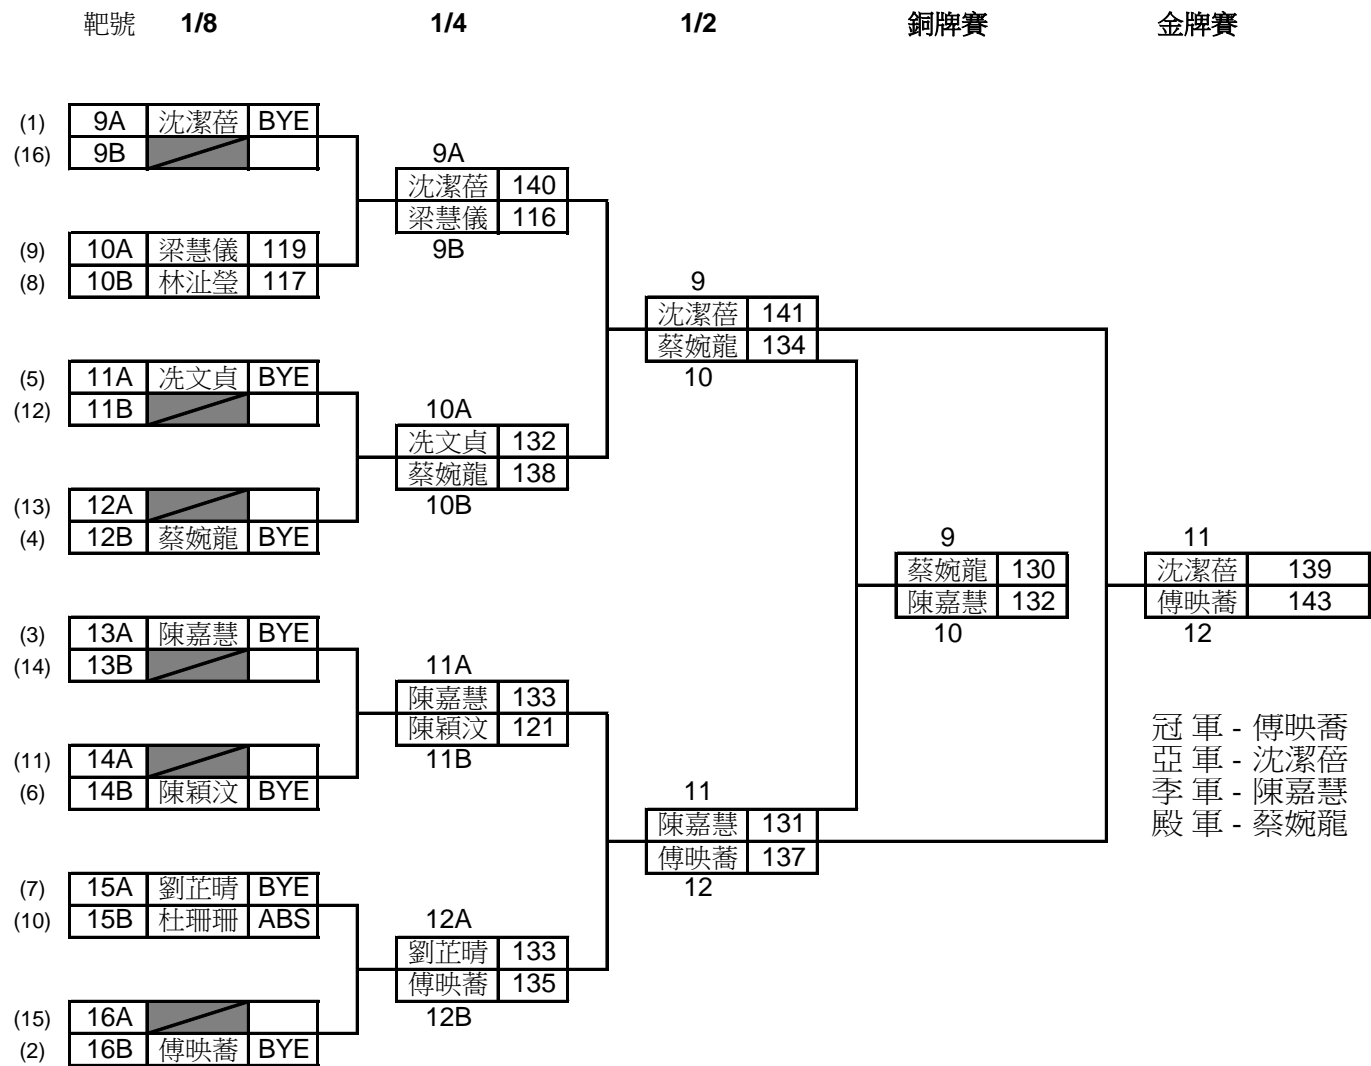 靶號 1/8 1/4 1/2 銅牌賽 金牌賽
(1) 9A 沈潔蓓 BYE
(16) 9B
9A
沈潔蓓 140
梁慧儀 116
9B
(9) 10A 梁慧儀 119
(8) 10B 林沚瑩 117
9
沈潔蓓 141
蔡婉龍 134
10
(5) 11A 冼文貞 BYE
(12) 11B
10A
冼文貞 132
蔡婉龍 138
10B
(13) 12A
(4) 12B 蔡婉龍 BYE
9
蔡婉龍 130
陳嘉慧 132
10
11
沈潔蓓 139
傅映蕎 143
12
(3) 13A 陳嘉慧 BYE
(14) 13B
11A
陳嘉慧 133
陳穎汶 121
11B
(11) 14A
(6) 14B 陳穎汶 BYE
冠 軍 - 傅映蕎
亞 軍 - 沈潔蓓
季 軍 - 陳嘉慧
殿 軍 - 蔡婉龍
11
陳嘉慧 131
傅映蕎 137
12
(7) 15A 劉芷晴 BYE
(10) 15B 杜珊珊 ABS
12A
劉芷晴 133
傅映蕎 135
12B
(15) 16A
(2) 16B 傅映蕎 BYE